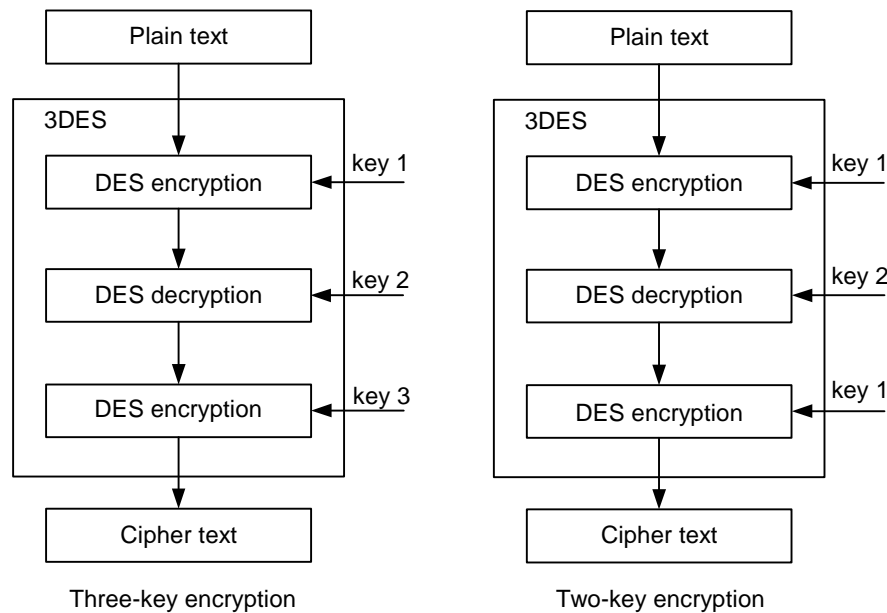 Plain text
3DES
DES encryption
key 1
DES decryption
key 2
DES encryption
key 3
Cipher text
Three-key encryption
Plain text
3DES
DES encryption
key 1
DES decryption
key 2
DES encryption
key 1
Cipher text
Two-key encryption